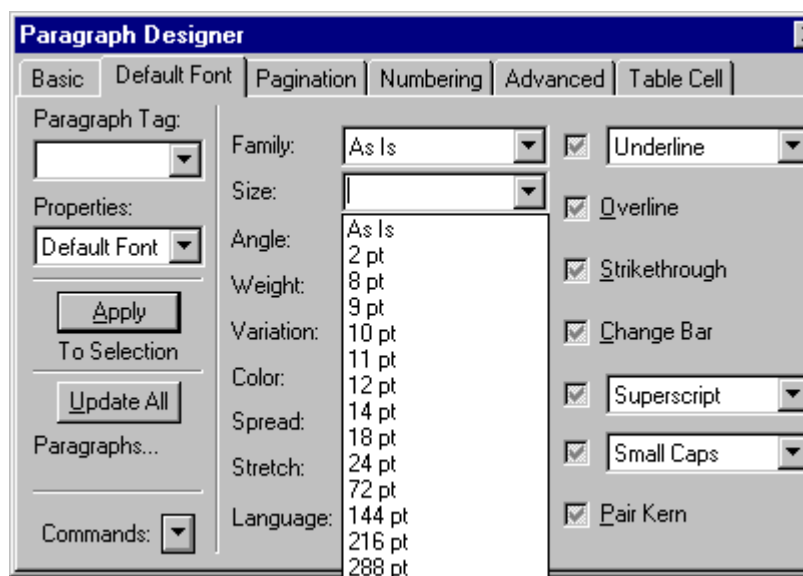 Paragraph Designer
Basic Default Font Pagination Numbering Advanced Table Cell
Paragraph Tag:
Properties:
Default Font
Apply
To Selection
Update All
Paragraphs...
Commands:
Family: As Is
Size:
Angle:
Weight:
Variation:
Color:
Spread:
Stretch:
Language:
As Is
2 pt
8 pt
9 pt
10 pt
11 pt
12 pt
14 pt
18 pt
24 pt
72 pt
144 pt
216 pt
288 pt
Underline
Overline
Strikethrough
Change Bar
Superscript
Small Caps
Pair Kern